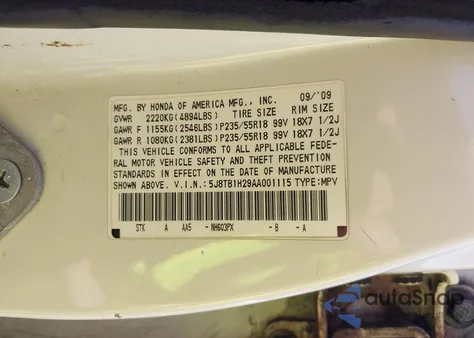 MFG. BY HONDA OF AMERICA MFG., INC. 09/'09
GVWR 2220KG(4894LBS) TIRE SIZE RIM SIZE
GAWR F 1155KG(2546LBS)P235/55R18 99V 18X7 1/2J
GAWR R 1080KG(2381LBS)P235/55R18 99V 18X7 1/2J
THIS VEHICLE CONFORMS TO ALL APPLICABLE FEDE-
RAL MOTOR VEHICLE SAFETY AND THEFT PREVENTION
STANDARDS IN EFFECT ON THE DATE OF MANUFACTURE
SHOWN ABOVE. V.I.N.:5J8TB1H29AA001115 TYPE:MPV
STK A AA5 -NH603PX -B -A
autoSnap